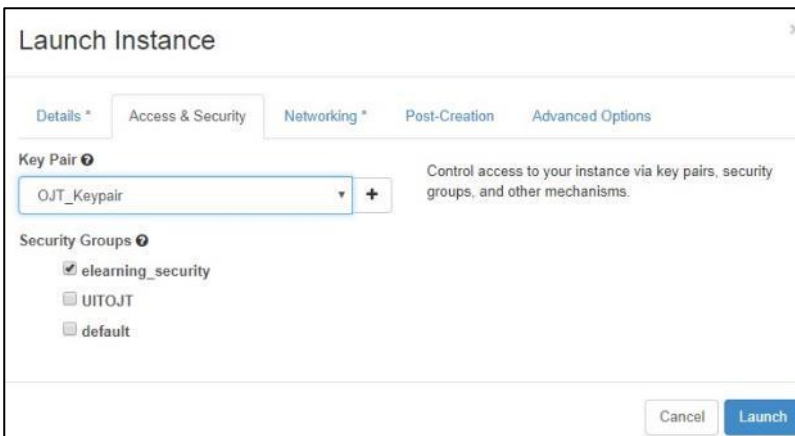 Launch Instance
Details * Access & Security Networking * Post-Creation Advanced Options
Key Pair
OJT_Keypair
+
Control access to your instance via key pairs, security
groups, and other mechanisms.
Security Groups
elearning_security
UITOJT
default
Cancel Launch